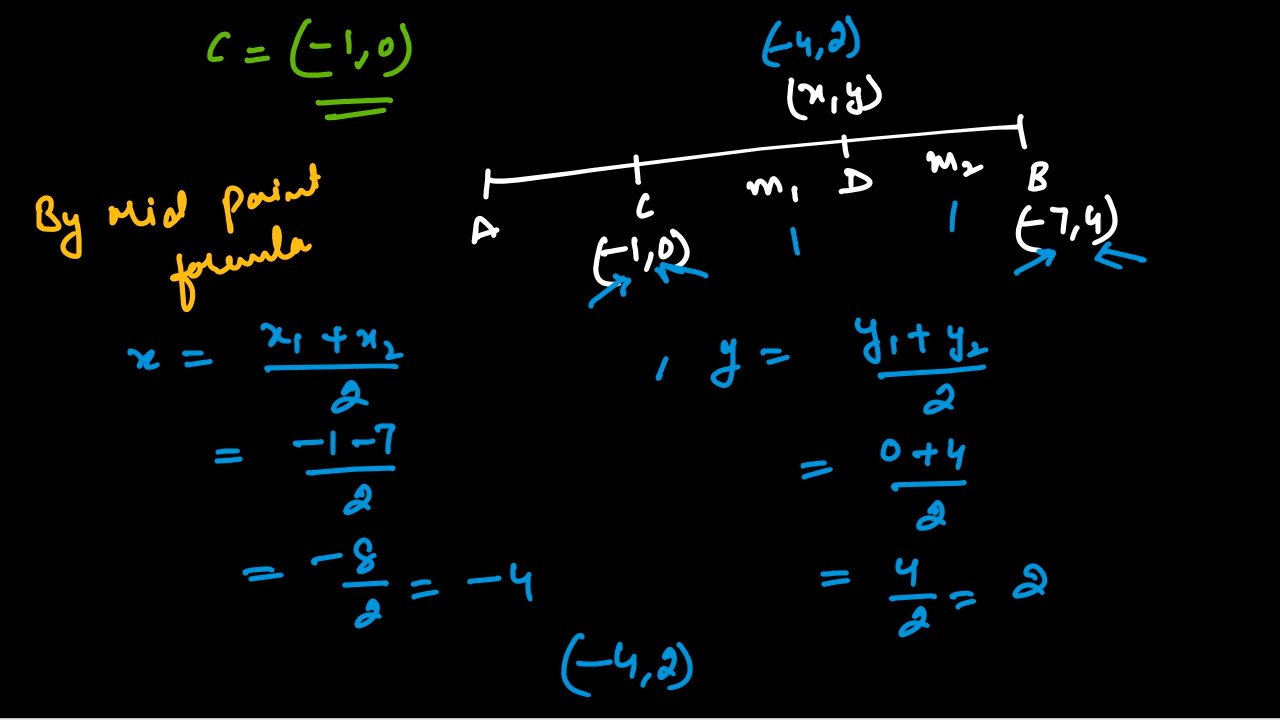 C = (-1,0)
(-4,2)
(x,y)
A C m₁ D m₂ B
(-1,0) 1 1 (-7,4)
By Mid point
formula
x = x₁ + x₂ / 2 , y = y₁ + y₂ / 2
= -1-7 / 2 = 0+4 / 2
= -8/2 = -4 = 4/2 = 2
(-4,2)